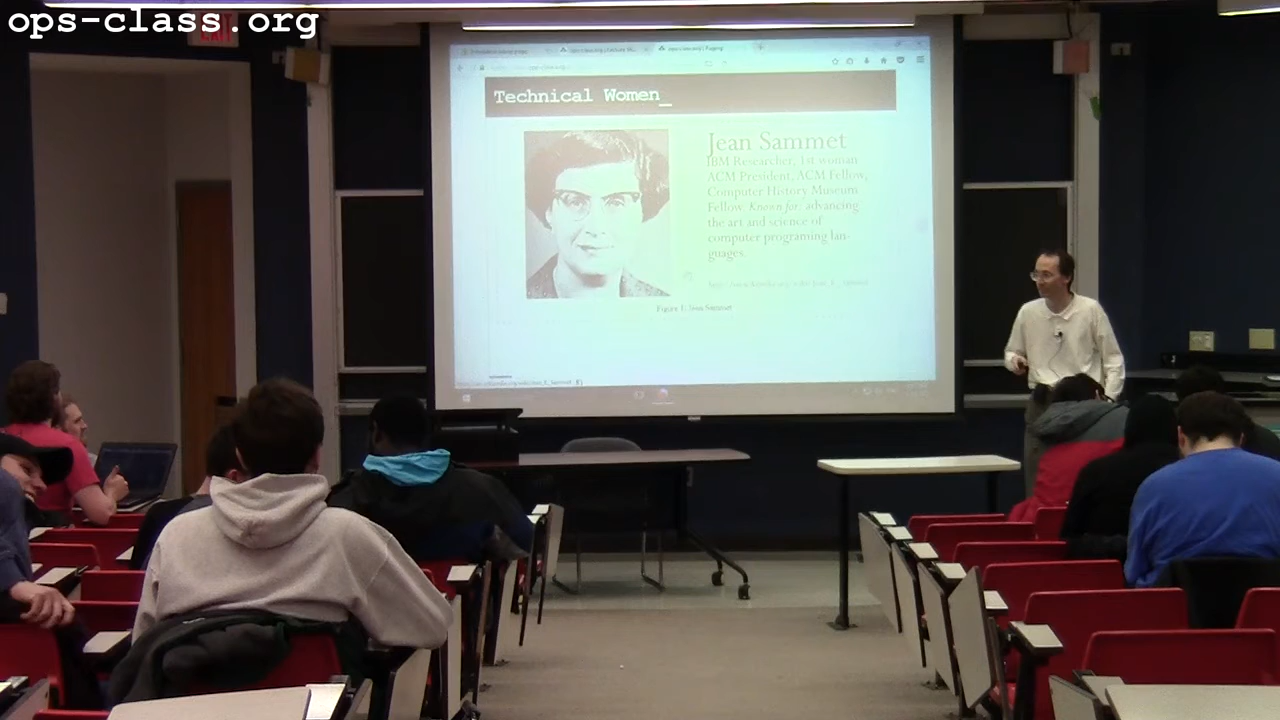 ops-class.org
EXIT
Technical Women_
Jean Sammet
IBM Researcher, 1st woman
ACM President, ACM Fellow,
Computer History Museum
Fellow. Known for: advancing
the art and science of
computer programing lan-
guages.
Figure 1: Jean Sammet